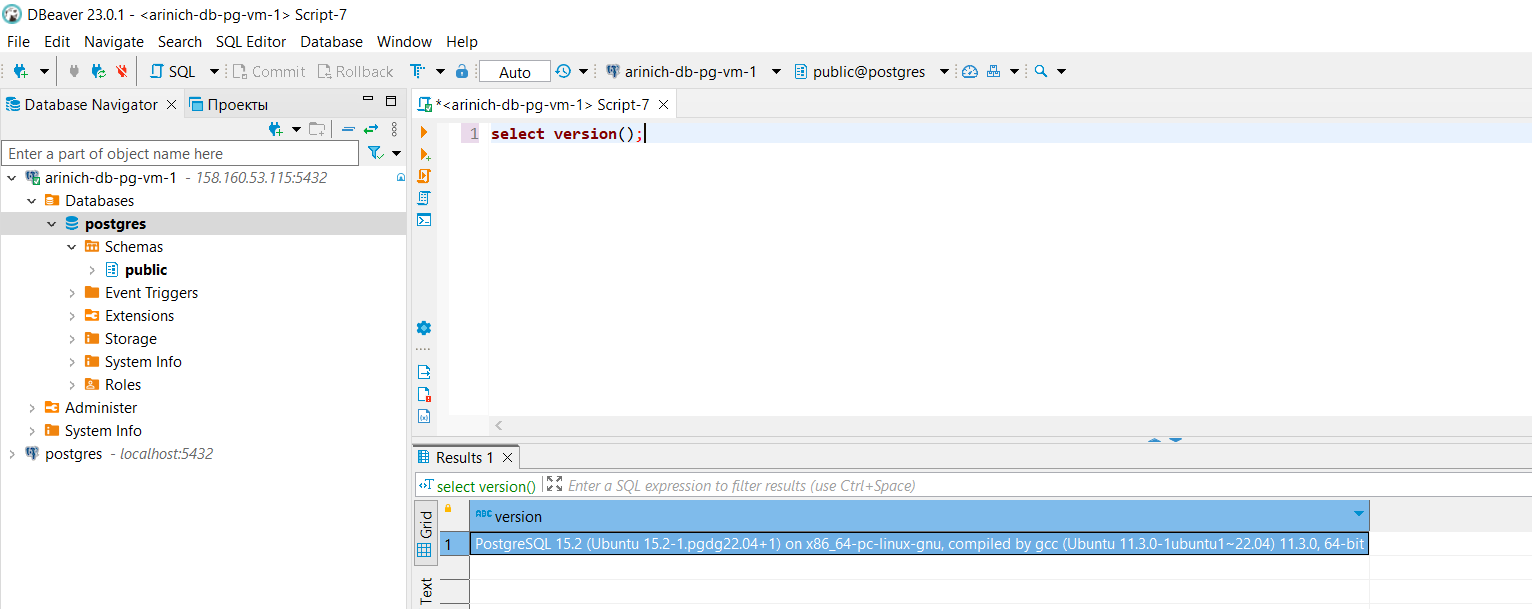 DBeaver 23.0.1 - <arinich-db-pg-vm-1> Script-7
File Edit Navigate Search SQL Editor Database Window Help
SQL Commit Rollback Auto arinich-db-pg-vm-1 public@postgres
Database Navigator Проекты
Enter a part of object name here
arinich-db-pg-vm-1 - 158.160.53.115:5432
Databases
postgres
Schemas
public
Event Triggers
Extensions
Storage
System Info
Roles
Administer
System Info
postgres - localhost:5432
*<arinich-db-pg-vm-1> Script-7
1 select version();
Results 1
select version() Enter a SQL expression to filter results (use Ctrl+Space)
Grid
Text
ABC version
1 PostgreSQL 15.2 (Ubuntu 15.2-1.pgdg22.04+1) on x86_64-pc-linux-gnu, compiled by gcc (Ubuntu 11.3.0-1ubuntu1~22.04) 11.3.0, 64-bit